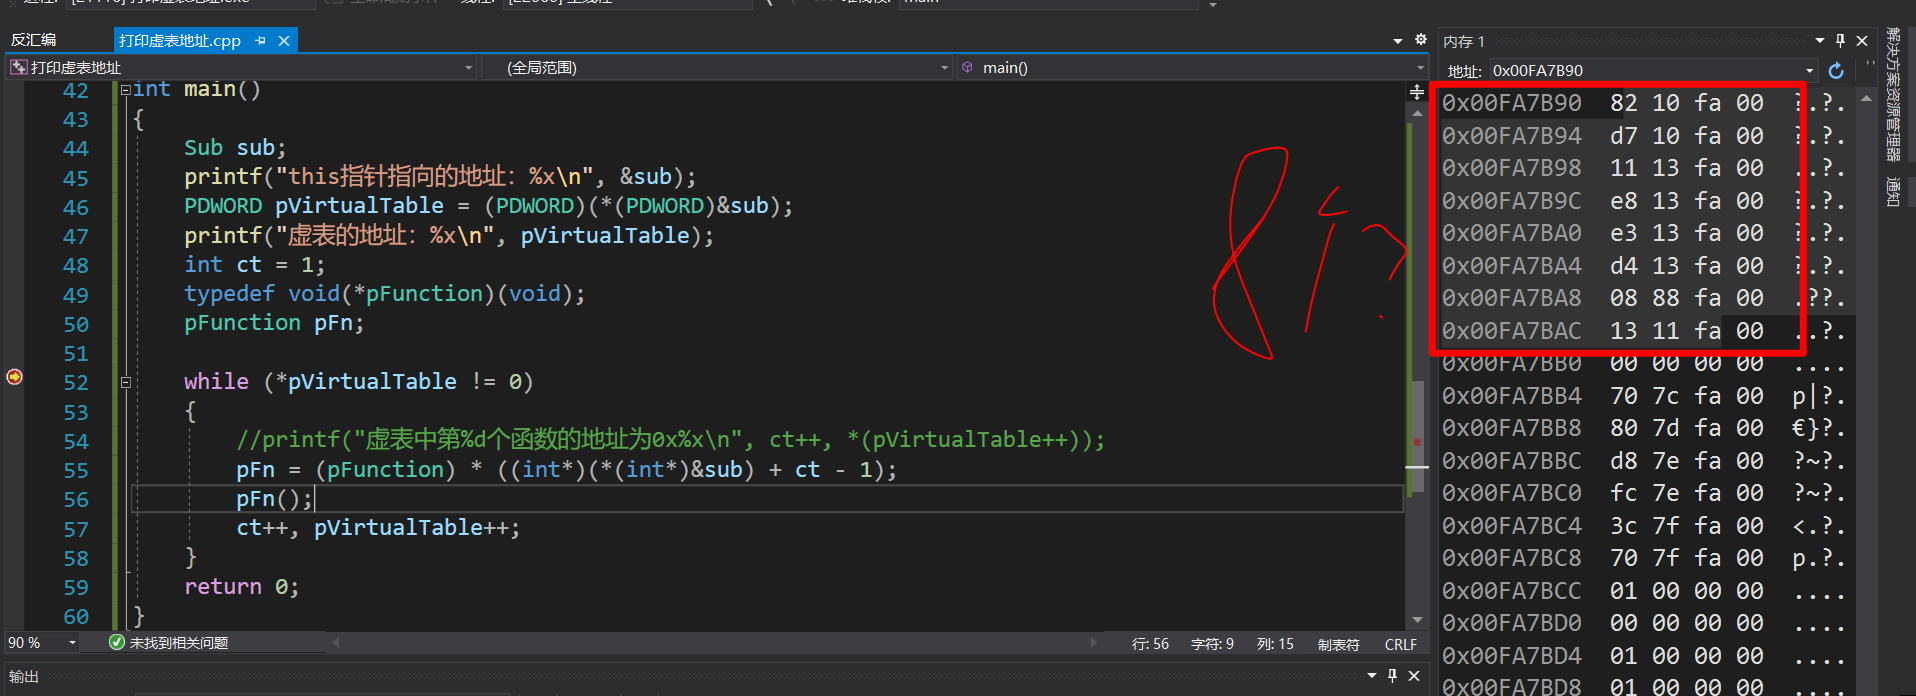 反汇编
打印虚表地址.cpp
打印虚表地址
(全局范围)
main()
42 int main()
43 {
44 Sub sub;
45 printf("this指针指向的地址：%x\n", &sub);
46 PDWORD pVirtualTable = (PDWORD)(*(PDWORD)&sub);
47 printf("虚表的地址：%x\n", pVirtualTable);
48 int ct = 1;
49 typedef void(*pFunction)(void);
50 pFunction pFn;
51
52 while (*pVirtualTable != 0)
53 {
54 //printf("虚表中第%d个函数的地址为0x%x\n", ct++, *(pVirtualTable++));
55 pFn = (pFunction) * ((int*)(*(int*)&sub) + ct - 1);
56 pFn();
57 ct++, pVirtualTable++;
58 }
59 return 0;
60 }
8个?
90 %
未找到相关问题
行: 56
字符: 9
列: 15
制表符
CRLF
输出
内存 1
地址: 0x00FA7B90
0x00FA7B90 82 10 fa 00 ?.?.
0x00FA7B94 d7 10 fa 00 ?.?.
0x00FA7B98 11 13 fa 00 ..?.
0x00FA7B9C e8 13 fa 00 ?.?.
0x00FA7BA0 e3 13 fa 00 ?.?.
0x00FA7BA4 d4 13 fa 00 ?.?.
0x00FA7BA8 08 88 fa 00 .??.
0x00FA7BAC 13 11 fa 00 ..?.
0x00FA7BB0 00 00 00 00 ....
0x00FA7BB4 70 7c fa 00 p|?.
0x00FA7BB8 80 7d fa 00 €}?.
0x00FA7BBC d8 7e fa 00 ?~?.
0x00FA7BC0 fc 7e fa 00 ?~?.
0x00FA7BC4 3c 7f fa 00 <.?.
0x00FA7BC8 70 7f fa 00 p.?.
0x00FA7BCC 01 00 00 00 ....
0x00FA7BD0 00 00 00 00 ....
0x00FA7BD4 01 00 00 00 ....
0x00FA7BD8 01 00 00 00 ....
解决方案资源管理器
通知